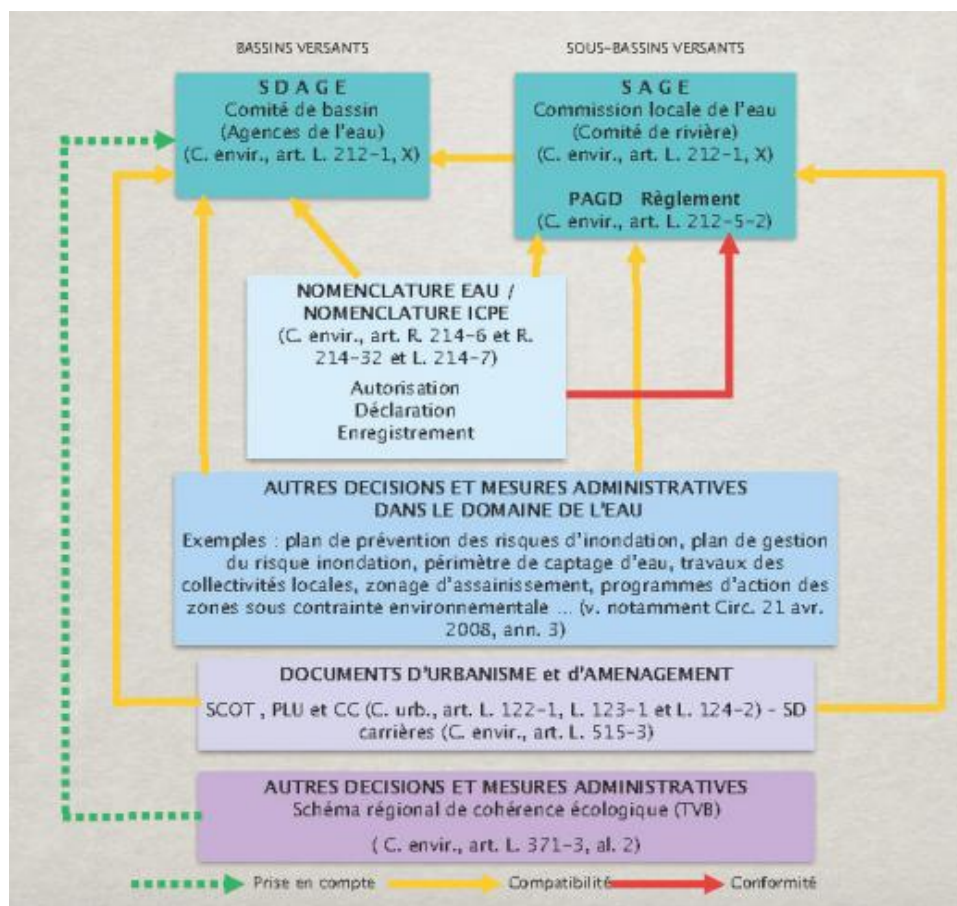 BASSINS VERSANTS
SOUS-BASSINS VERSANTS
S D A G E
Comité de bassin
(Agences de l'eau)
(C. envir., art. L. 212-1, X)
S A G E
Commission locale de l'eau
(Comité de rivière)
(C. envir., art. L. 212-1, X)
PAGD Règlement
(C. envir., art. L. 212-5-2)
NOMENCLATURE EAU /
NOMENCLATURE ICPE
(C. envir., art. R. 214-6 et R.
214-32 et L. 214-7)
Autorisation
Déclaration
Enregistrement
AUTRES DECISIONS ET MESURES ADMINISTRATIVES
DANS LE DOMAINE DE L'EAU
Exemples : plan de prévention des risques d'inondation, plan de gestion
du risque inondation, périmètre de captage d'eau, travaux des
collectivités locales, zonage d'assainissement, programmes d'action des
zones sous contrainte environnementale ... (v. notamment Circ. 21 avr.
2008, ann. 3)
DOCUMENTS D'URBANISME et d'AMENAGEMENT
SCOT , PLU et CC (C. urb., art. L. 122-1, L. 123-1 et L. 124-2) - SD
carrières (C. envir., art. L. 515-3)
AUTRES DECISIONS ET MESURES ADMINISTRATIVES
Schéma régional de cohérence écologique (TVB)
( C. envir., art. L. 371-3, al. 2)
Prise en compte
Compatibilité
Conformité